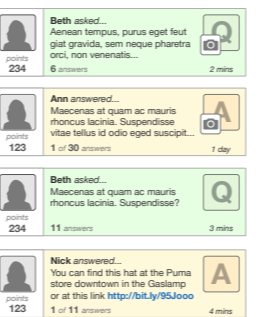 Beth asked...
Aenean tempus, purus eget feut
giat gravida, sem neque pharetra
orci, non venenatis...
6 answers
2 mins
Q
points
234
Ann answered...
Maecenas at quam ac mauris
rhoncus lacinia. Suspendisse
vitae tellus id odio eged suscipit...
1 of 30 answers
1 day
A
points
123
Beth asked...
Maecenas at quam ac mauris
rhoncus lacinia. Suspendisse?
11 answers
3 mins
Q
points
234
Nick answered...
You can find this hat at the Puma
store downtown in Gaslamp
or at this link http://bit.ly/95Jooo
1 of 11 answers
4 mins
A
points
123